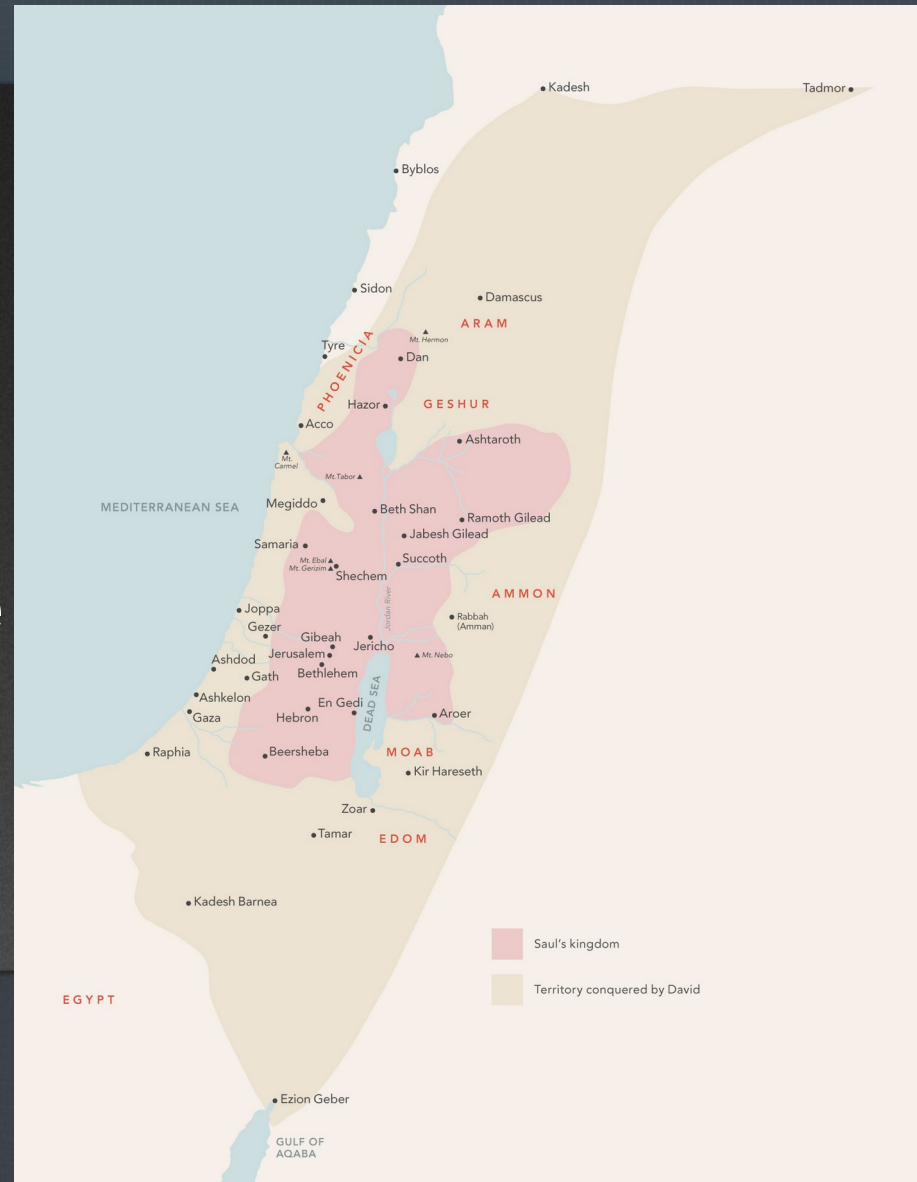 Kadesh
Tadmor
Byblos
Sidon
Damascus
ARAM
Mt. Hermon
Tyre
Dan
PHOENICIA
Hazor
GESHUR
Acco
Ashtaroth
Mt.
Carmel
Mt.Tabor
MEDITERRANEAN SEA
Megiddo
Beth Shan
Ramoth Gilead
Jabesh Gilead
Samaria
Succoth
Mt. Ebal
Mt. Gerizim
Shechem
AMMON
Jordan River
Joppa
Rabbah
(Amman)
Gezer
Gibeah
Jericho
Jerusalem
Mt. Nebo
Ashdod
Bethlehem
Gath
Ashkelon
En Gedi
DEAD SEA
Gaza
Hebron
Aroer
Raphia
Beersheba
MOAB
Kir Hareseth
Zoar
Tamar
EDOM
Kadesh Barnea
Saul's kingdom
Territory conquered by David
EGYPT
Ezion Geber
GULF OF
AQABA